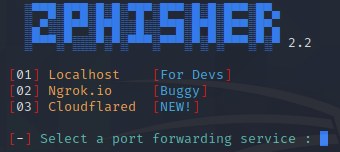 ZPHISHER 2.2
[01] Localhost [For Devs]
[02] Ngrok.io [Buggy]
[03] Cloudflared [NEW!]
[-] Select a port forwarding service :